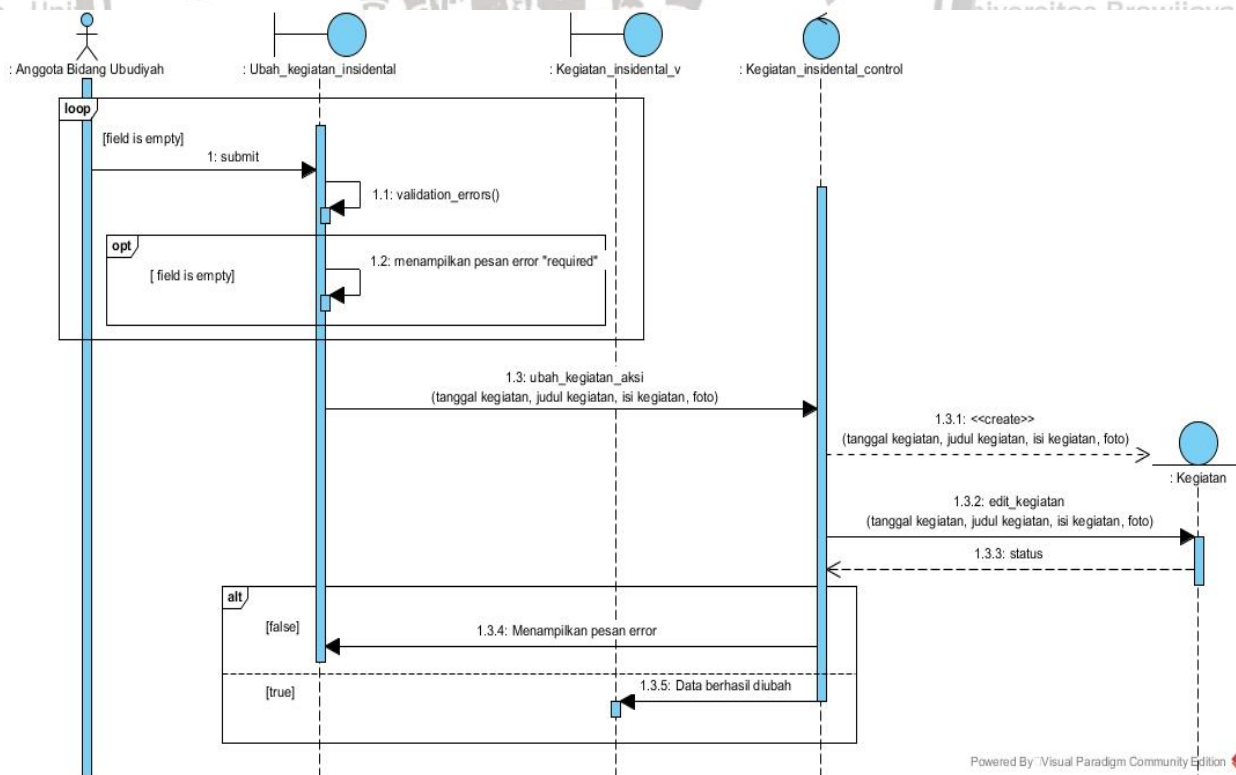 Universitas Brawijaya
: Anggota Bidang Ubudiyah
: Ubah_kegiatan_insidental
: Kegiatan_insidental_v
: Kegiatan_insidental_control
loop
[field is empty]
1: submit
1.1: validation_errors()
opt
[ field is empty]
1.2: menampilkan pesan error "required"
1.3: ubah_kegiatan_aksi
(tanggal kegiatan, judul kegiatan, isi kegiatan, foto)
1.3.1: <<create>>
(tanggal kegiatan, judul kegiatan, isi kegiatan, foto)
: Kegiatan
1.3.2: edit_kegiatan
(tanggal kegiatan, judul kegiatan, isi kegiatan, foto)
1.3.3: status
alt
[false]
1.3.4: Menampilkan pesan error
[true]
1.3.5: Data berhasil diubah
Powered By Visual Paradigm Community Edition